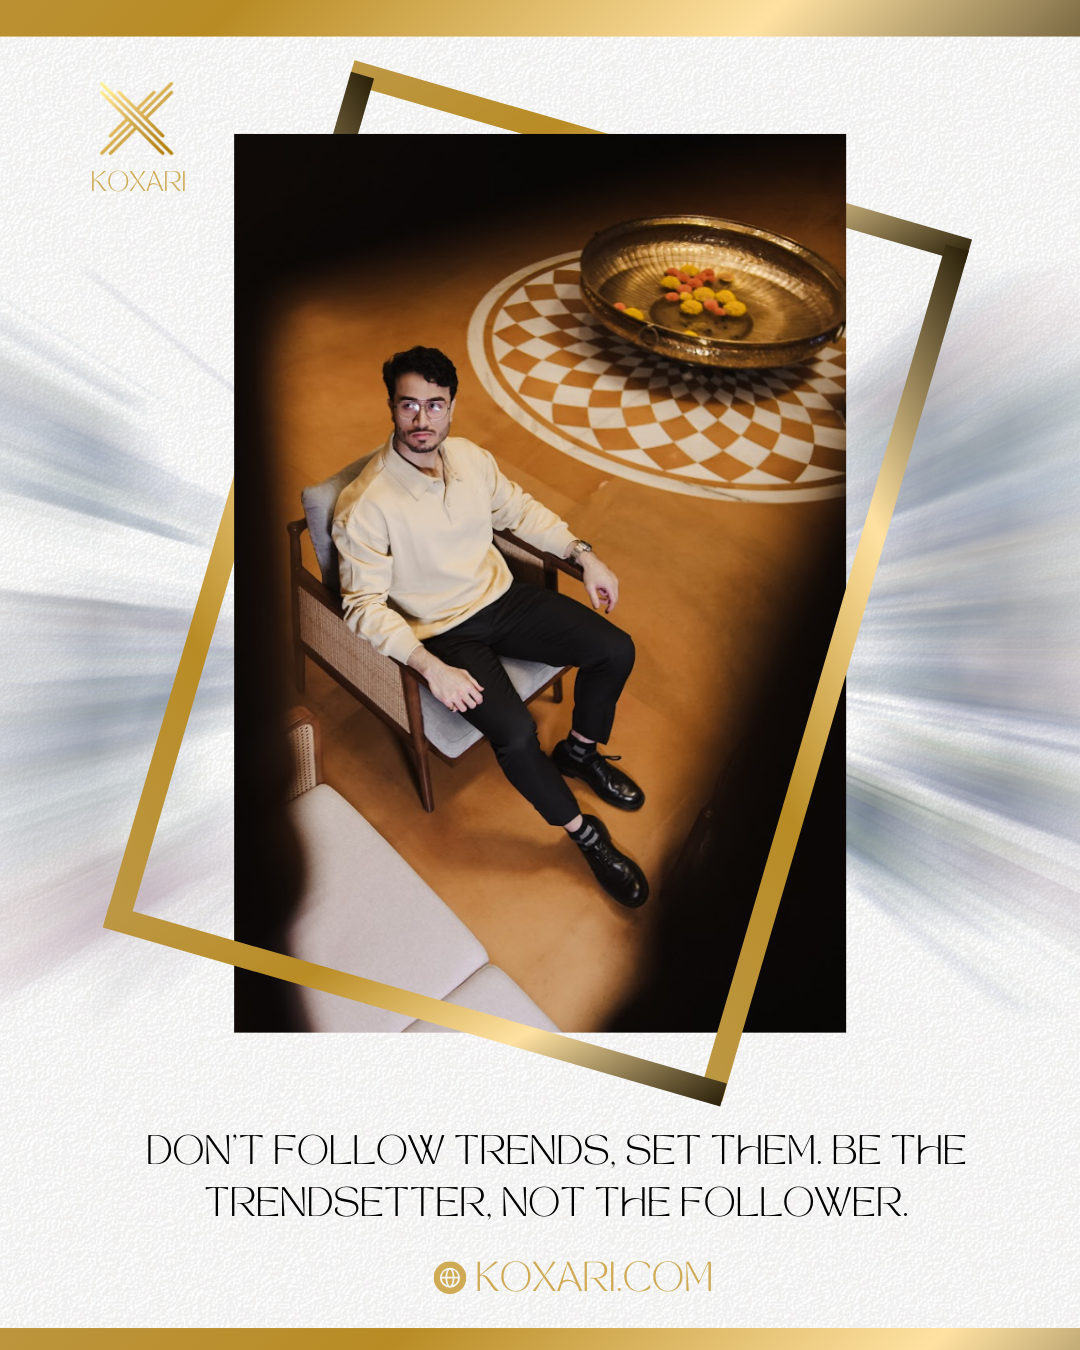 KOXARI
DON'T FOLLOW TRENDS, SET THEM. BE THE
TRENDSETTER, NOT THE FOLLOWER.
KOXARI.COM